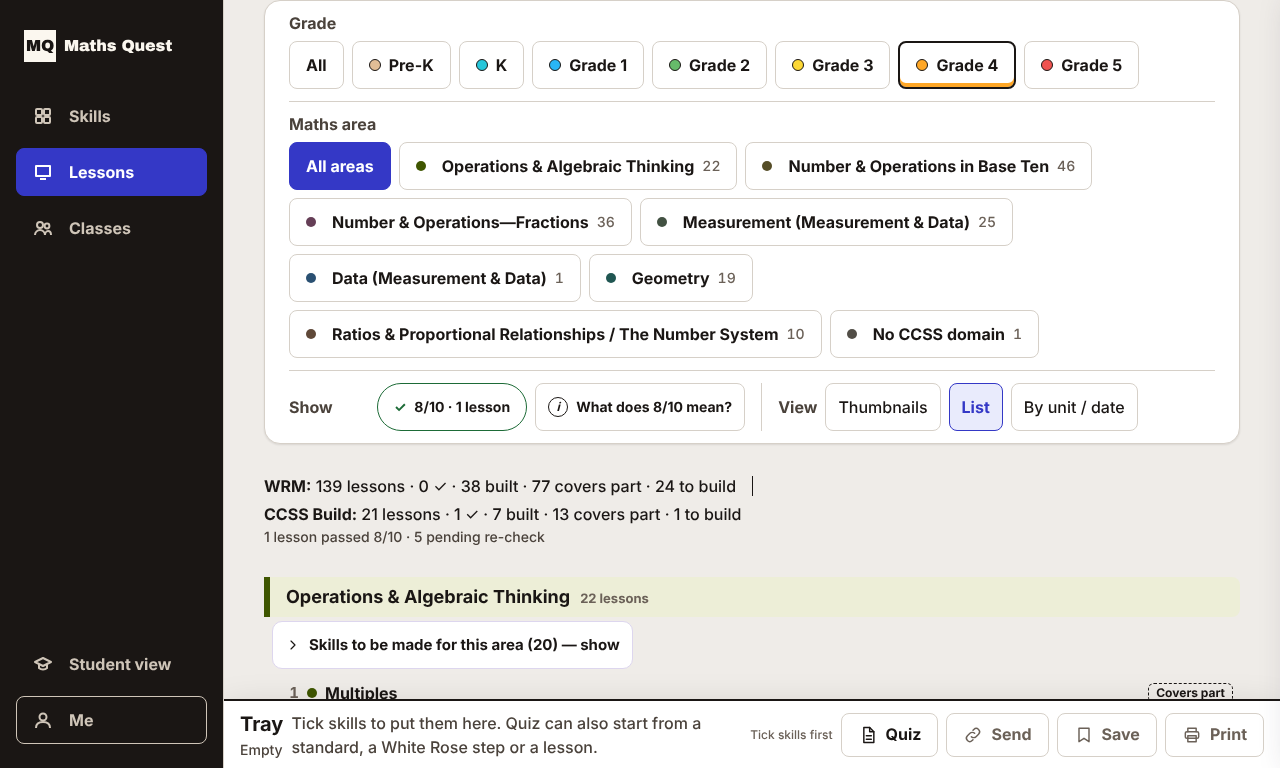 MQ Maths Quest
Skills
Lessons
Classes
Student view
Me
Grade
All Pre-K K Grade 1 Grade 2 Grade 3 Grade 4 Grade 5
Maths area
All areas Operations & Algebraic Thinking 22 Number & Operations in Base Ten 46
Number & Operations—Fractions 36 Measurement (Measurement & Data) 25
Data (Measurement & Data) 1 Geometry 19
Ratios & Proportional Relationships / The Number System 10 No CCSS domain 1
Show ✓ 8/10 · 1 lesson i What does 8/10 mean? View Thumbnails List By unit / date
WRM: 139 lessons · 0 ✓ · 38 built · 77 covers part · 24 to build
CCSS Build: 21 lessons · 1 ✓ · 7 built · 13 covers part · 1 to build
1 lesson passed 8/10 · 5 pending re-check
Operations & Algebraic Thinking 22 lessons
Skills to be made for this area (20) — show
1 Multiples Covers part
Tray Tick skills to put them here. Quiz can also start from a
Empty standard, a White Rose step or a lesson.
Tick skills first Quiz Send Save Print